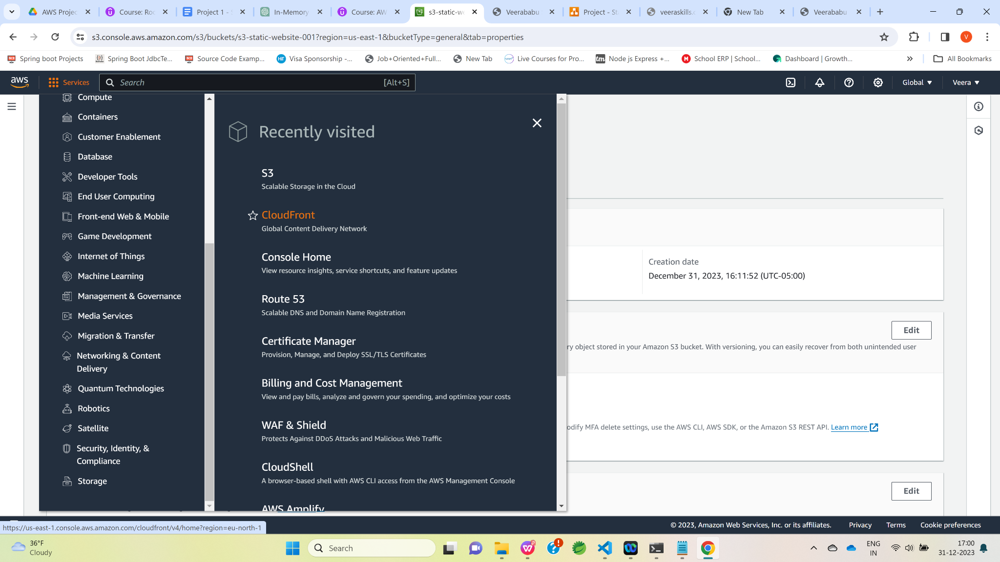 AWS Projec
Course: Roc
Project 1 - S
In-Memory
Course: AW
s3-static-we
Veerababu
Project - St
veeraskills.c
New Tab
Veerababu
s3.console.aws.amazon.com/s3/buckets/s3-static-website-001?region=us-east-1&bucketType=general&tab=properties
V
Spring boot Projects
Spring Boot JdbcTe...
Source Code Examp...
Visa Sponsorship -...
Job+Oriented+Full...
New Tab
Live Courses for Pro...
Node js Express +...
School ERP | School...
Dashboard | Growth...
All Bookmarks
aws
Services
Search
[Alt+S]
Global
Veera
Compute
Containers
Customer Enablement
Database
Developer Tools
End User Computing
Front-end Web & Mobile
Game Development
Internet of Things
Machine Learning
Management & Governance
Media Services
Migration & Transfer
Networking & Content
Delivery
Quantum Technologies
Robotics
Satellite
Security, Identity, &
Compliance
Storage
Recently visited
S3
Scalable Storage in the Cloud
CloudFront
Global Content Delivery Network
Console Home
View resource insights, service shortcuts, and feature updates
Route 53
Scalable DNS and Domain Name Registration
Certificate Manager
Provision, Manage, and Deploy SSL/TLS Certificates
Billing and Cost Management
View and pay bills, analyze and govern your spending, and optimize your costs
WAF & Shield
Protects Against DDoS Attacks and Malicious Web Traffic
CloudShell
A browser-based shell with AWS CLI access from the AWS Management Console
AWS Amplify
Creation date
December 31, 2023, 16:11:52 (UTC-05:00)
Edit
ry object stored in your Amazon S3 bucket. With versioning, you can easily recover from both unintended user
odify MFA delete settings, use the AWS CLI, AWS SDK, or the Amazon S3 REST API. Learn more
Edit
https://us-east-1.console.aws.amazon.com/cloudfront/v4/home?region=eu-north-1
© 2023, Amazon Web Services, Inc. or its affiliates.
Privacy
Terms
Cookie preferences
36°F
Cloudy
Search
ENG
IN
17:00
31-12-2023